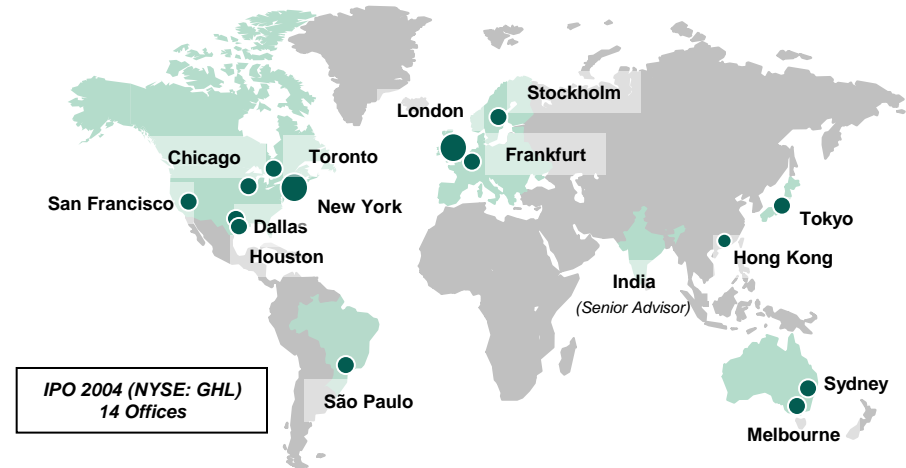 Stockholm
London
Chicago
Toronto
Frankfurt
San Francisco
New York
Dallas
Tokyo
Houston
Hong Kong
India
(Senior Advisor)
IPO 2004 (NYSE: GHL)
14 Offices
São Paulo
Sydney
Melbourne